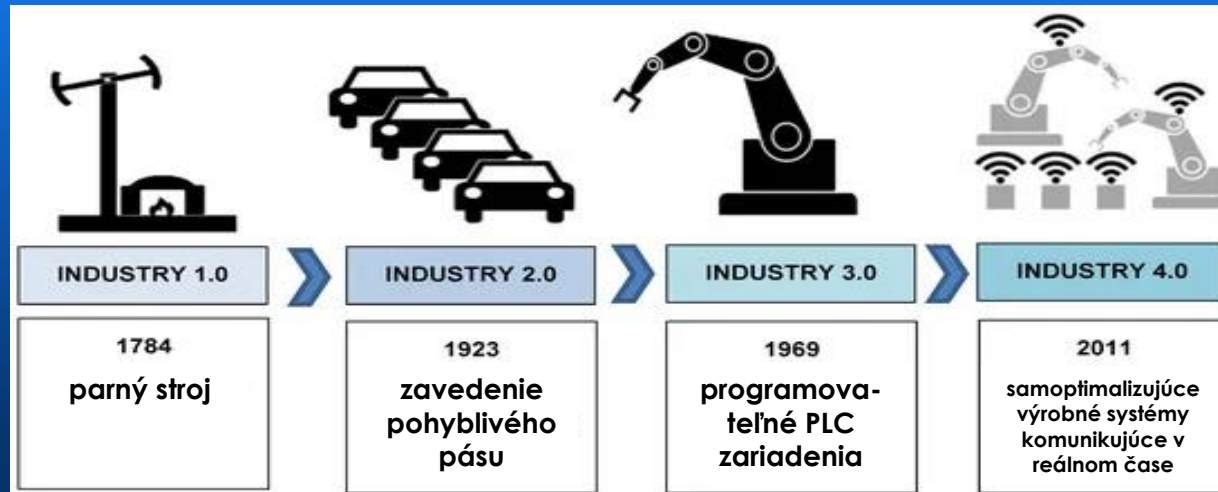 INDUSTRY 1.0
INDUSTRY 2.0
INDUSTRY 3.0
INDUSTRY 4.0
1784
parný stroj
1923
zavedenie
pohyblivého
pásu
1969
programova-
teľné PLC
zariadenia
2011
samoptimalizujúce
výrobné systémy
komunikujúce v
reálnom čase